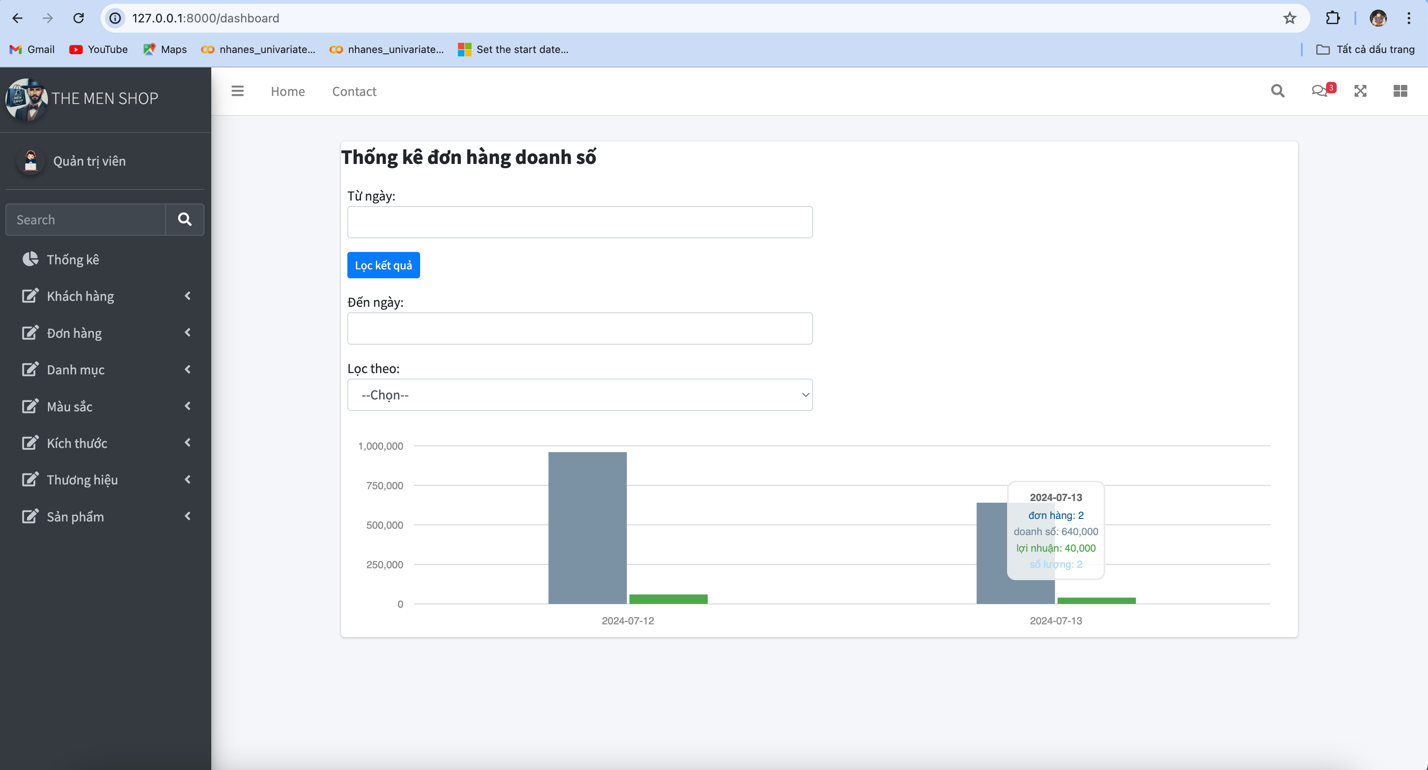 127.0.0.1:8000/dashboard
Gmail YouTube Maps nhanes_univariate... nhanes_univariate... Set the start date... Tất cả dấu trang
THE MEN SHOP
Home Contact 3
Quản trị viên
Search
Thống kê
Khách hàng
Đơn hàng
Danh mục
Màu sắc
Kích thước
Thương hiệu
Sản phẩm
Thống kê đơn hàng doanh số
Từ ngày:
Lọc kết quả
Đến ngày:
Lọc theo:
--Chọn--
1,000,000
750,000
500,000
250,000
0
2024-07-13
đơn hàng: 2
doanh số: 640,000
lợi nhuận: 40,000
số lượng: 2
2024-07-12 2024-07-13